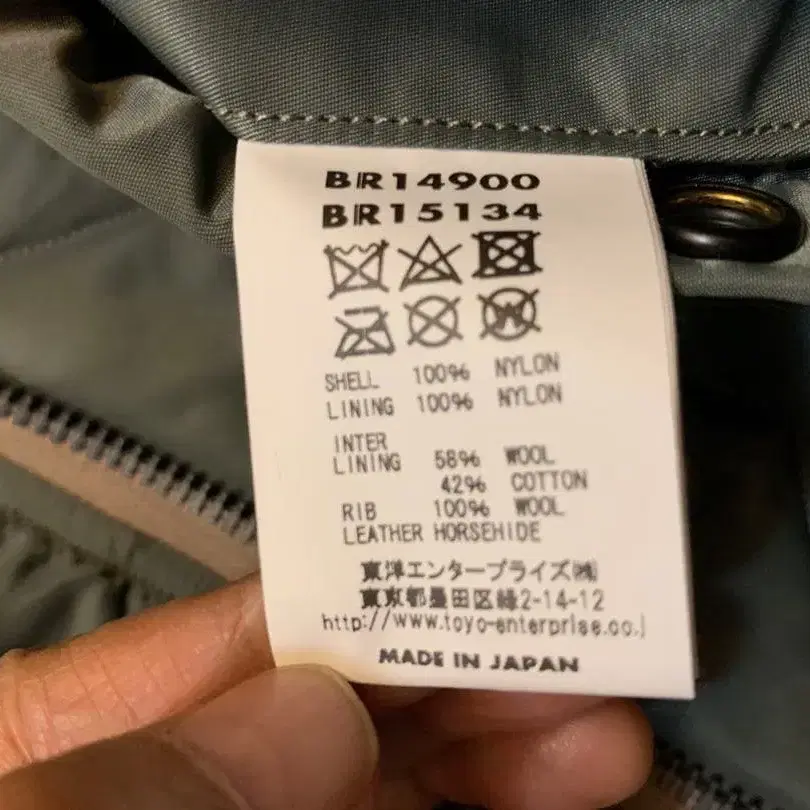 BR14900
BR15134
SHELL 100% NYLON
LINING 100% NYLON
INTER
LINING 58% WOOL
42% COTTON
RIB 100% WOOL
LEATHER HORSEHIDE
東洋エンタープライズ㈱
東京都墨田区緑2-14-12
http://www.toyo-enterprise.co.j
MADE IN JAPAN